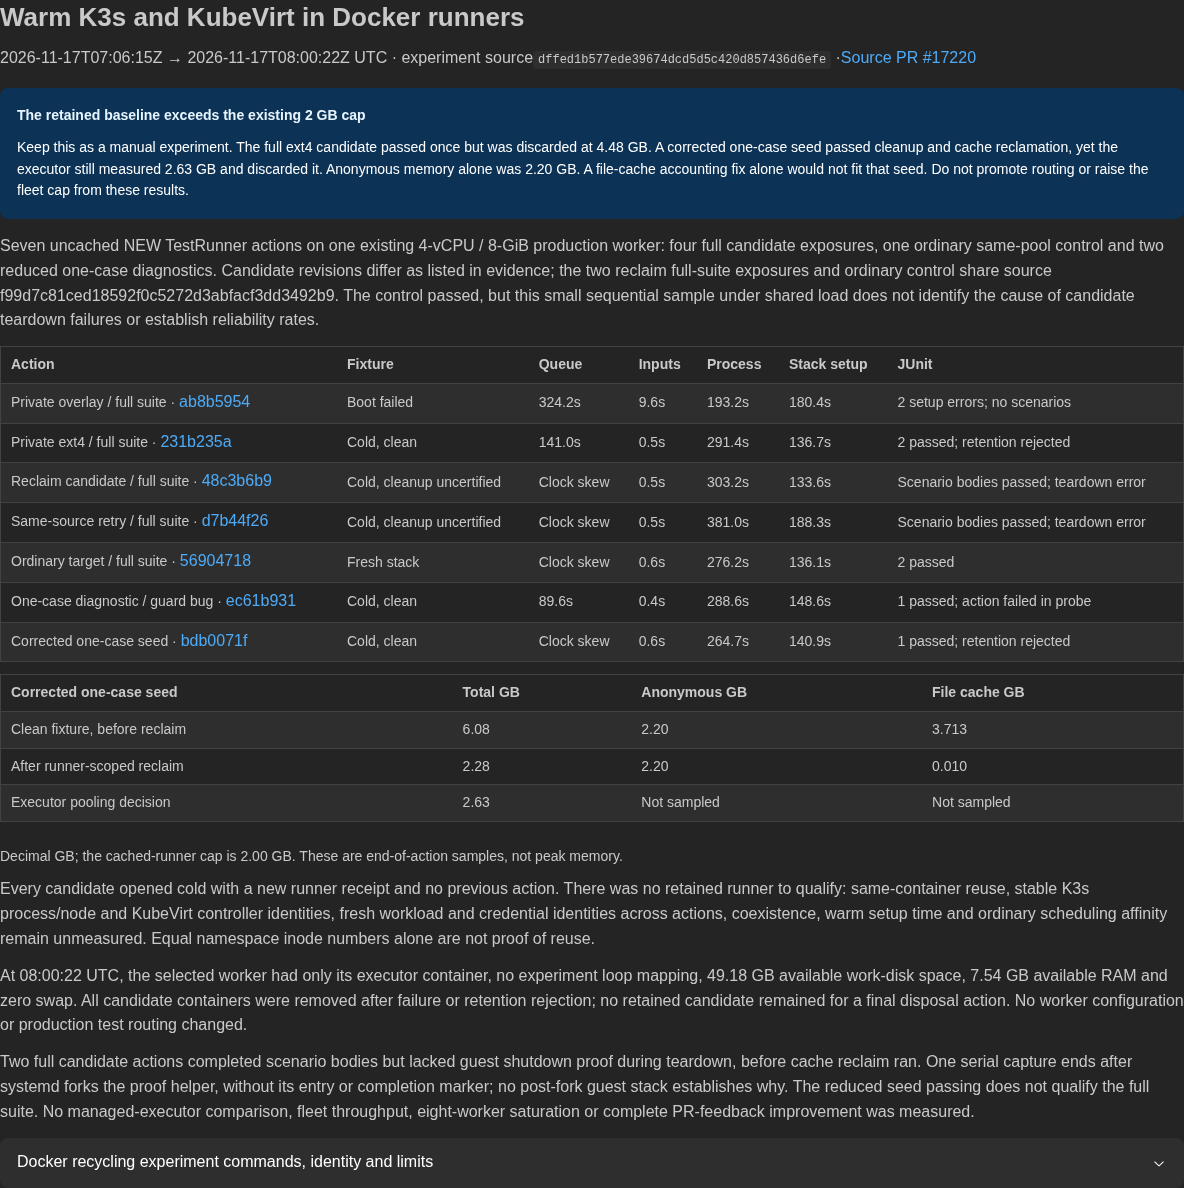 Warm K3s and KubeVirt in Docker runners
2026-11-17T07:06:15Z → 2026-11-17T08:00:22Z UTC · experiment source dffed1b577ede39674dcd5d5c420d857436d6efe ·Source PR #17220
The retained baseline exceeds the existing 2 GB cap
Keep this as a manual experiment. The full ext4 candidate passed once but was discarded at 4.48 GB. A corrected one-case seed passed cleanup and cache reclamation, yet the
executor still measured 2.63 GB and discarded it. Anonymous memory alone was 2.20 GB. A file-cache accounting fix alone would not fit that seed. Do not promote routing or raise the
fleet cap from these results.
Seven uncached NEW TestRunner actions on one existing 4-vCPU / 8-GiB production worker: four full candidate exposures, one ordinary same-pool control and two
reduced one-case diagnostics. Candidate revisions differ as listed in evidence; the two reclaim full-suite exposures and ordinary control share source
f99d7c81ced18592f0c5272d3abfacf3dd3492b9. The control passed, but this small sequential sample under shared load does not identify the cause of candidate
teardown failures or establish reliability rates.
Action Fixture Queue Inputs Process Stack setup JUnit
Private overlay / full suite · ab8b5954 Boot failed 324.2s 9.6s 193.2s 180.4s 2 setup errors; no scenarios
Private ext4 / full suite · 231b235a Cold, clean 141.0s 0.5s 291.4s 136.7s 2 passed; retention rejected
Reclaim candidate / full suite · 48c3b6b9 Cold, cleanup uncertified Clock skew 0.5s 303.2s 133.6s Scenario bodies passed; teardown error
Same-source retry / full suite · d7b44f26 Cold, cleanup uncertified Clock skew 0.5s 381.0s 188.3s Scenario bodies passed; teardown error
Ordinary target / full suite · 56904718 Fresh stack Clock skew 0.6s 276.2s 136.1s 2 passed
One-case diagnostic / guard bug · ec61b931 Cold, clean 89.6s 0.4s 288.6s 148.6s 1 passed; action failed in probe
Corrected one-case seed · bdb0071f Cold, clean Clock skew 0.6s 264.7s 140.9s 1 passed; retention rejected
Corrected one-case seed Total GB Anonymous GB File cache GB
Clean fixture, before reclaim 6.08 2.20 3.713
After runner-scoped reclaim 2.28 2.20 0.010
Executor pooling decision 2.63 Not sampled Not sampled
Decimal GB; the cached-runner cap is 2.00 GB. These are end-of-action samples, not peak memory.
Every candidate opened cold with a new runner receipt and no previous action. There was no retained runner to qualify: same-container reuse, stable K3s
process/node and KubeVirt controller identities, fresh workload and credential identities across actions, coexistence, warm setup time and ordinary scheduling affinity
remain unmeasured. Equal namespace inode numbers alone are not proof of reuse.
At 08:00:22 UTC, the selected worker had only its executor container, no experiment loop mapping, 49.18 GB available work-disk space, 7.54 GB available RAM and
zero swap. All candidate containers were removed after failure or retention rejection; no retained candidate remained for a final disposal action. No worker configuration
or production test routing changed.
Two full candidate actions completed scenario bodies but lacked guest shutdown proof during teardown, before cache reclaim ran. One serial capture ends after
systemd forks the proof helper, without its entry or completion marker; no post-fork guest stack establishes why. The reduced seed passing does not qualify the full
suite. No managed-executor comparison, fleet throughput, eight-worker saturation or complete PR-feedback improvement was measured.
Docker recycling experiment commands, identity and limits